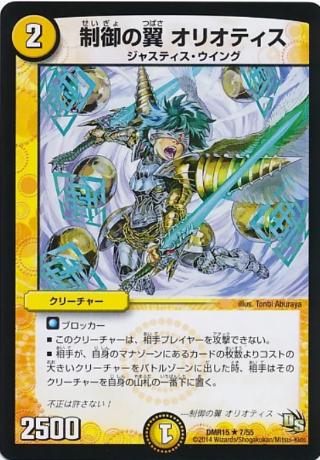 2
せいぎょ つばさ
制御の翼 オリオティス
ジャスティス・ウイング
illus. Tonbi Aburaya
クリーチャー
ブロッカー
■ このクリーチャーは、相手プレイヤーを攻撃できない。
■ 相手が、自身のマナゾーンにあるカードの枚数よりコストの
大きいクリーチャーをバトルゾーンに出した時、相手はその
クリーチャーを自身の山札の一番下に置く。
不正は許さない!
―制御の翼 オリオティス
DS
2500
1
DMR15 ★ 7/55
©2014 Wizards/Shogakukan/Mitsui-Kids